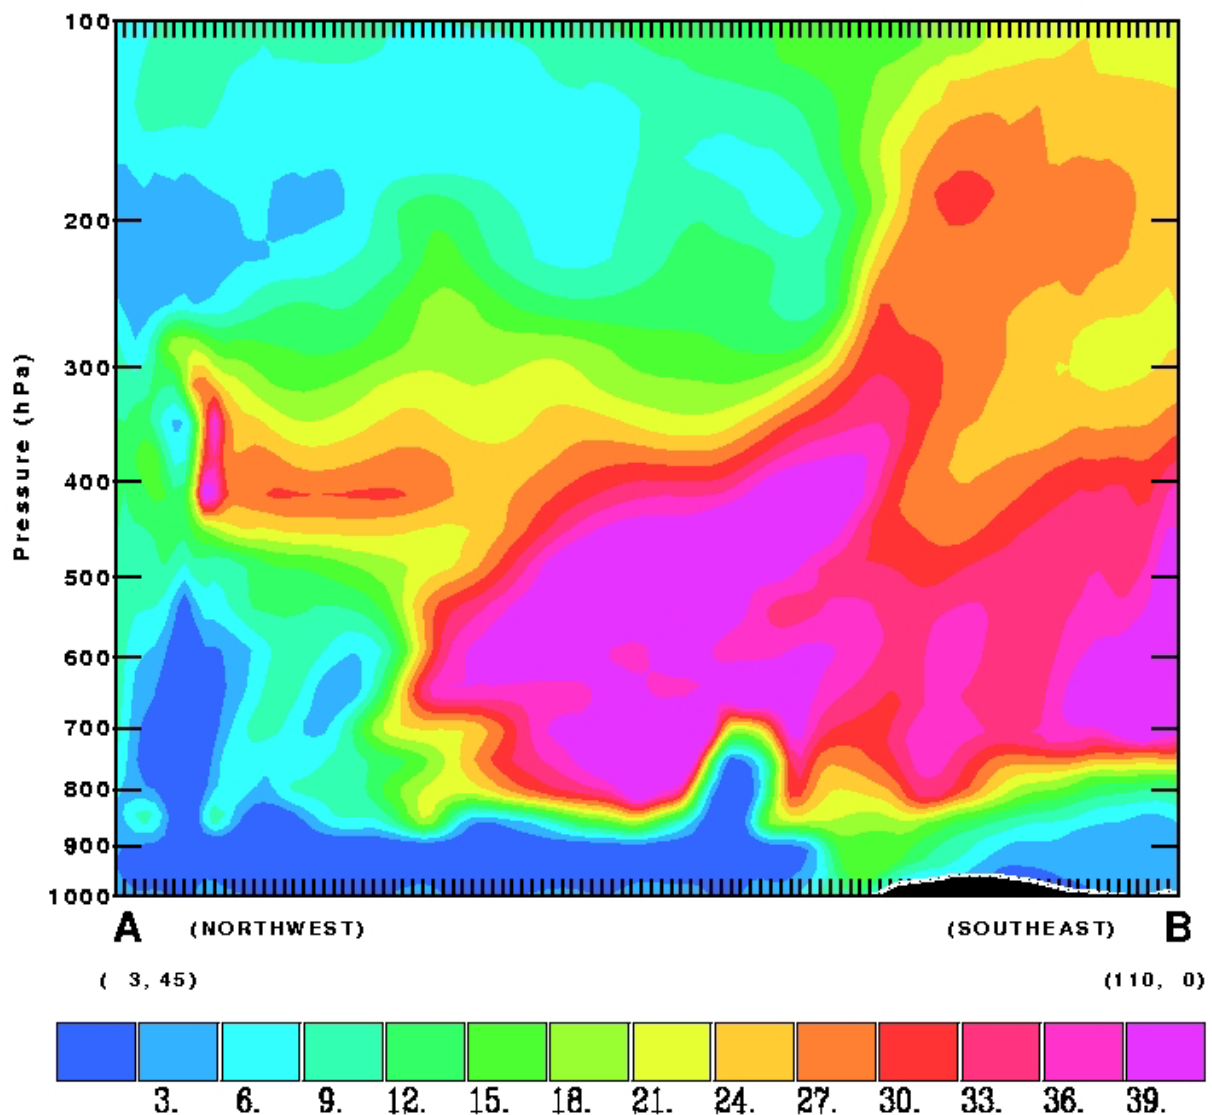 100
200
300
400
500
600
700
800
900
1000
Pressure (hPa)
A (NORTHWEST) (SOUTHEAST) B
( 3, 45) (110, 0)
3. 6. 9. 12. 15. 18. 21. 24. 27. 30. 33. 36. 39.